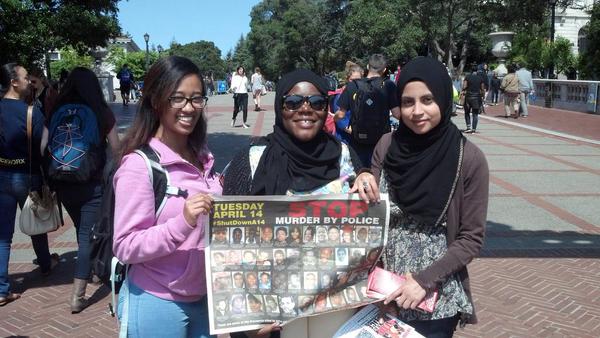 TUESDAY
APRIL 14
#ShutDownA14
STOP
MURDER BY POLICE